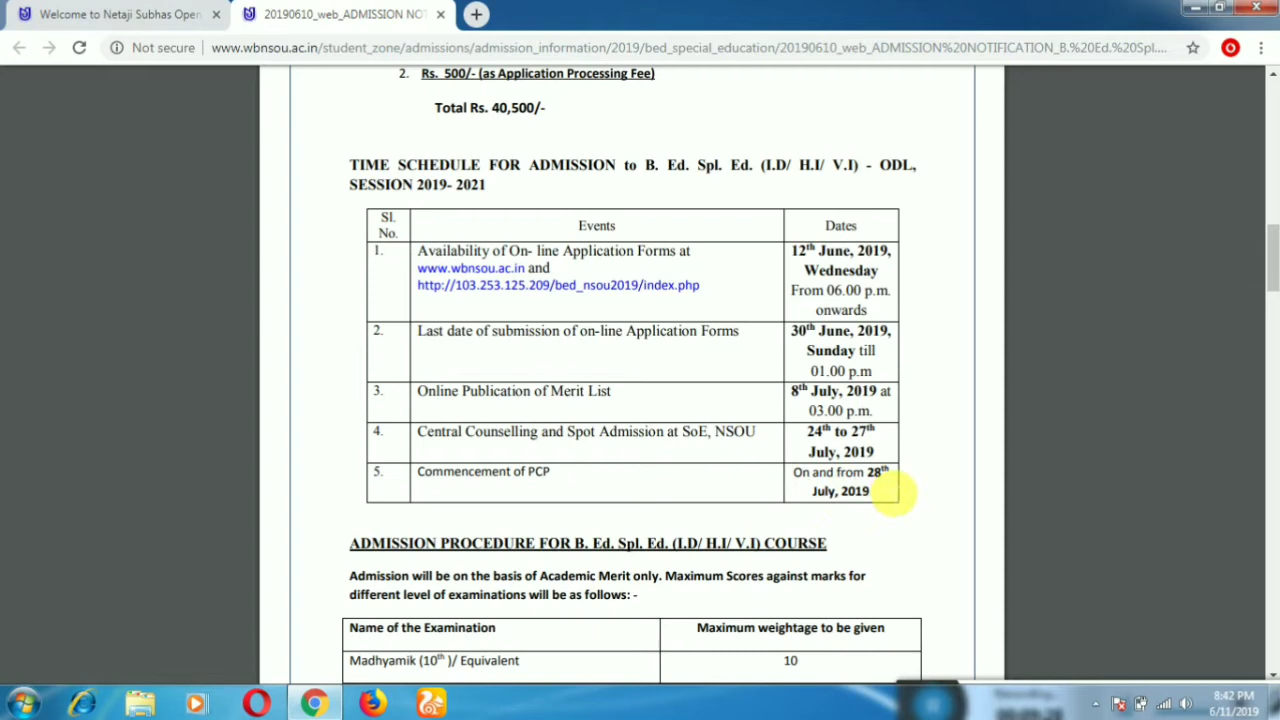 Welcome to Netaji Subhas Open
20190610_web_ADMISSION NOT
Not secure
www.wbnsou.ac.in/student_zone/admissions/admission_information/2019/bed_special_education/20190610_web_ADMISSION%20NOTIFICATION_B.%20Ed.%20Spl....
2. Rs. 500/- (as Application Processing Fee)
Total Rs. 40,500/-
TIME SCHEDULE FOR ADMISSION to B. Ed. Spl. Ed. (I.D/ H.I/ V.I) - ODL,
SESSION 2019- 2021
Sl.
No.
Events
Dates
1.
Availability of On- line Application Forms at
www.wbnsou.ac.in and
http://103.253.125.209/bed_nsou2019/index.php
12th June, 2019,
Wednesday
From 06.00 p.m.
onwards
2.
Last date of submission of on-line Application Forms
30th June, 2019,
Sunday till
01.00 p.m
3.
Online Publication of Merit List
8th July, 2019 at
03.00 p.m.
4.
Central Counselling and Spot Admission at SoE, NSOU
24th to 27th
July, 2019
5.
Commencement of PCP
On and from 28th
July, 2019
ADMISSION PROCEDURE FOR B. Ed. Spl. Ed. (I.D/ H.I/ V.I) COURSE
Admission will be on the basis of Academic Merit only. Maximum Scores against marks for
different level of examinations will be as follows: -
Name of the Examination
Maximum weightage to be given
Madhyamik (10th )/ Equivalent
10
8:42 PM
6/11/2019